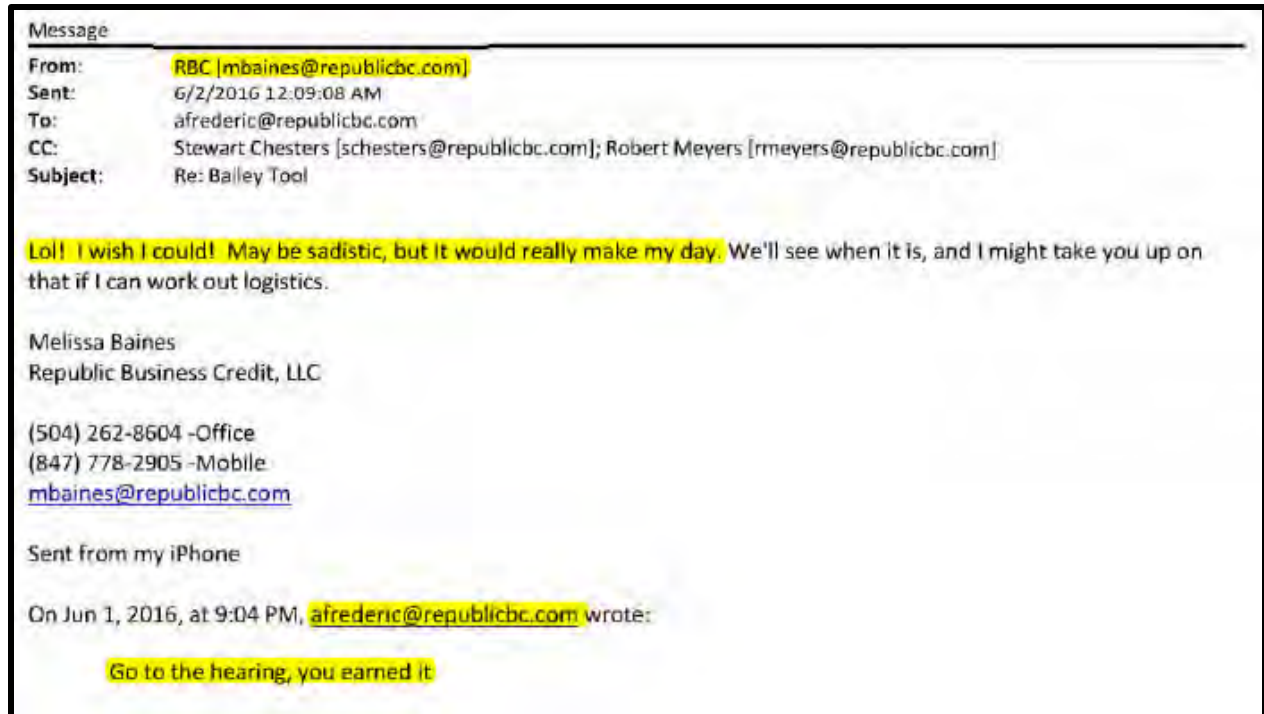 Message
From: RBC [mbaines@republicbc.com]
Sent: 6/2/2016 12:09:08 AM
To: afrederic@republicbc.com
CC: Stewart Chesters [schesters@republicbc.com]; Robert Meyers [rmeyers@republicbc.com]
Subject: Re: Bailey Tool
Lol! I wish I could! May be sadistic, but it would really make my day. We'll see when it is, and I might take you up on
that if I can work out logistics.
Melissa Baines
Republic Business Credit, LLC
(504) 262-8604 -Office
(847) 778-2905 -Mobile
mbaines@republicbc.com
Sent from my iPhone
On Jun 1, 2016, at 9:04 PM, afrederic@republicbc.com wrote:
Go to the hearing, you earned it